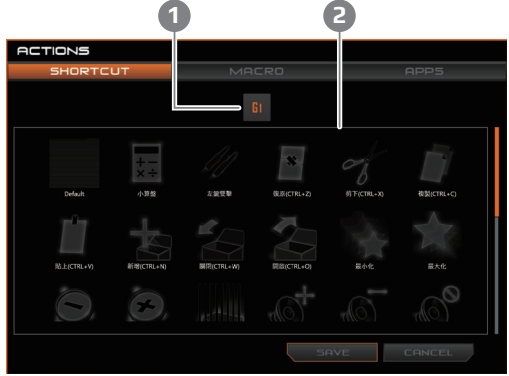 1 2
ACTIONS
SHORTCUT MACRO APPS
G1
Default 小算盤 左鍵雙擊 復原(CTRL+Z) 剪下(CTRL+X) 複製(CTRL+C)
貼上(CTRL+V) 新增(CTRL+N) 關閉(CTRL+W) 開啟(CTRL+O) 最小化 最大化
SAVE CANCEL